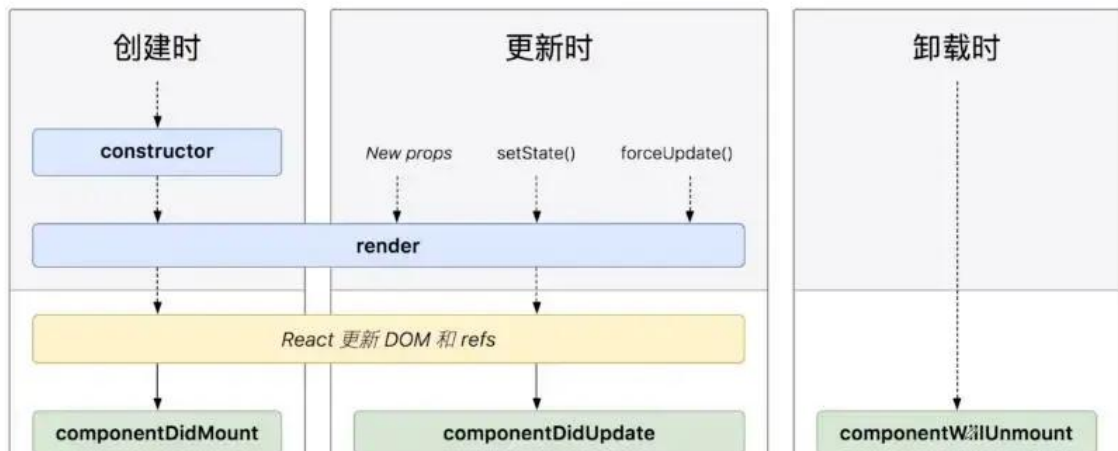 创建时
更新时
卸载时
constructor
New props
setState()
forceUpdate()
render
React 更新 DOM 和 refs
componentDidMount
componentDidUpdate
componentWillUnmount